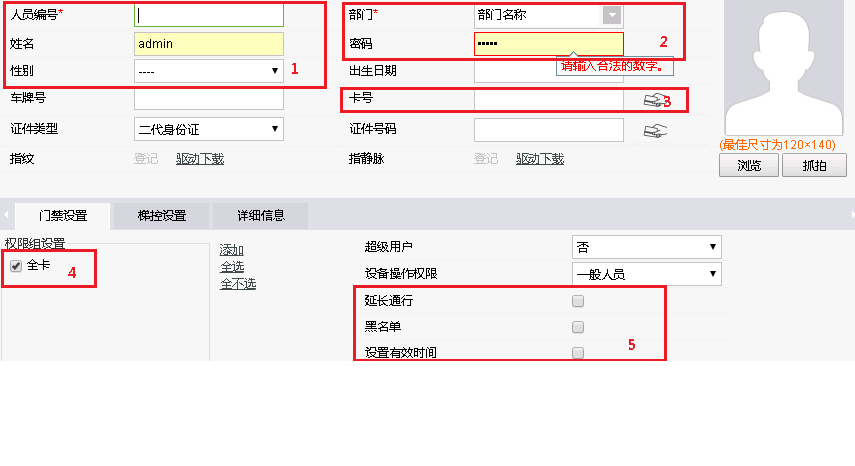 人员编号* 部门* 部门名称
姓名 admin 密码 ••••• 2
请输入合法的数字。
性别 ---- 1 出生日期
车牌号 卡号 3
证件类型 二代身份证 证件号码
(最佳尺寸为120×140)
指纹 登记 驱动下载 指静脉 登记 驱动下载 浏览 抓拍
门禁设置 梯控设置 详细信息
权限组设置
全卡 4
添加
全选
全不选
超级用户 否
设备操作权限 一般人员
延长通行
黑名单
设置有效时间 5